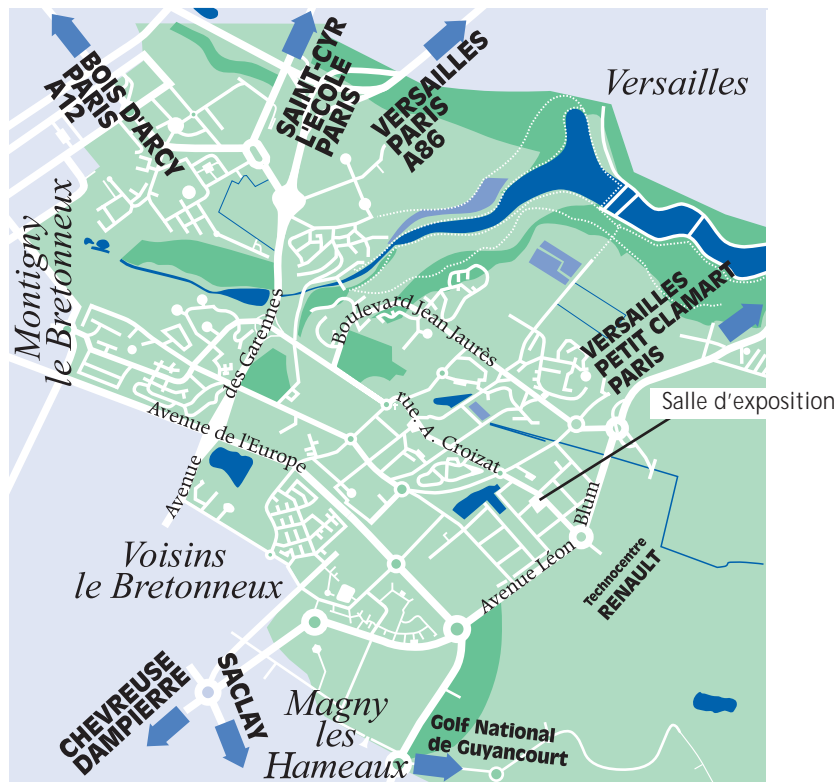 BOIS D'ARCY
PARIS
A12
SAINT-CYR
L'ECOLE
PARIS
VERSAILLES
PARIS
A86
Versailles
Montigny
le Bretonneux
Avenue des Garennes
Boulevard Jean Jaurès
VERSAILLES
PETIT CLAMART
PARIS
Salle d'exposition
rue. A. Croizat
Avenue de l'Europe
Voisins
le Bretonneux
Avenue Léon Blum
Technocentre
RENAULT
CHEVREUSE
DAMPIERRE
SACLAY
Magny
les
Hameaux
Golf National
de Guyancourt